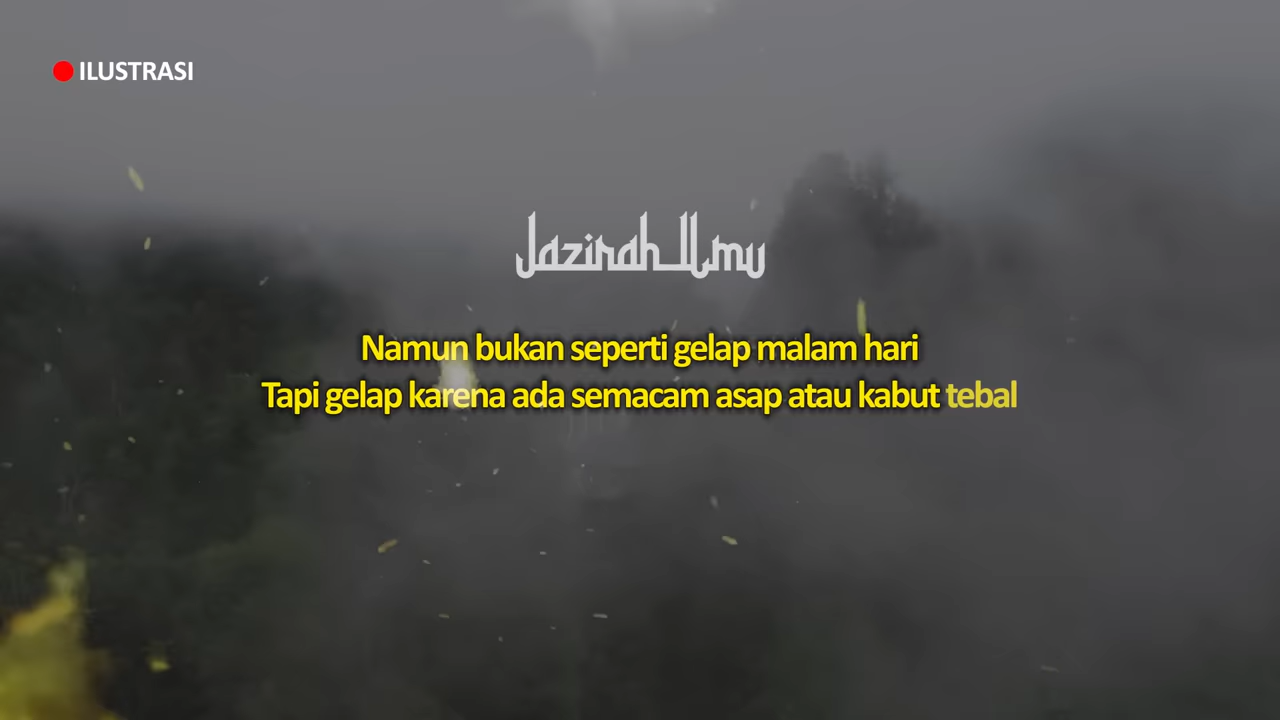 ILUSTRASI
Jazirah Ilmu
Namun bukan seperti gelap malam hari
Tapi gelap karena ada semacam asap atau kabut tebal